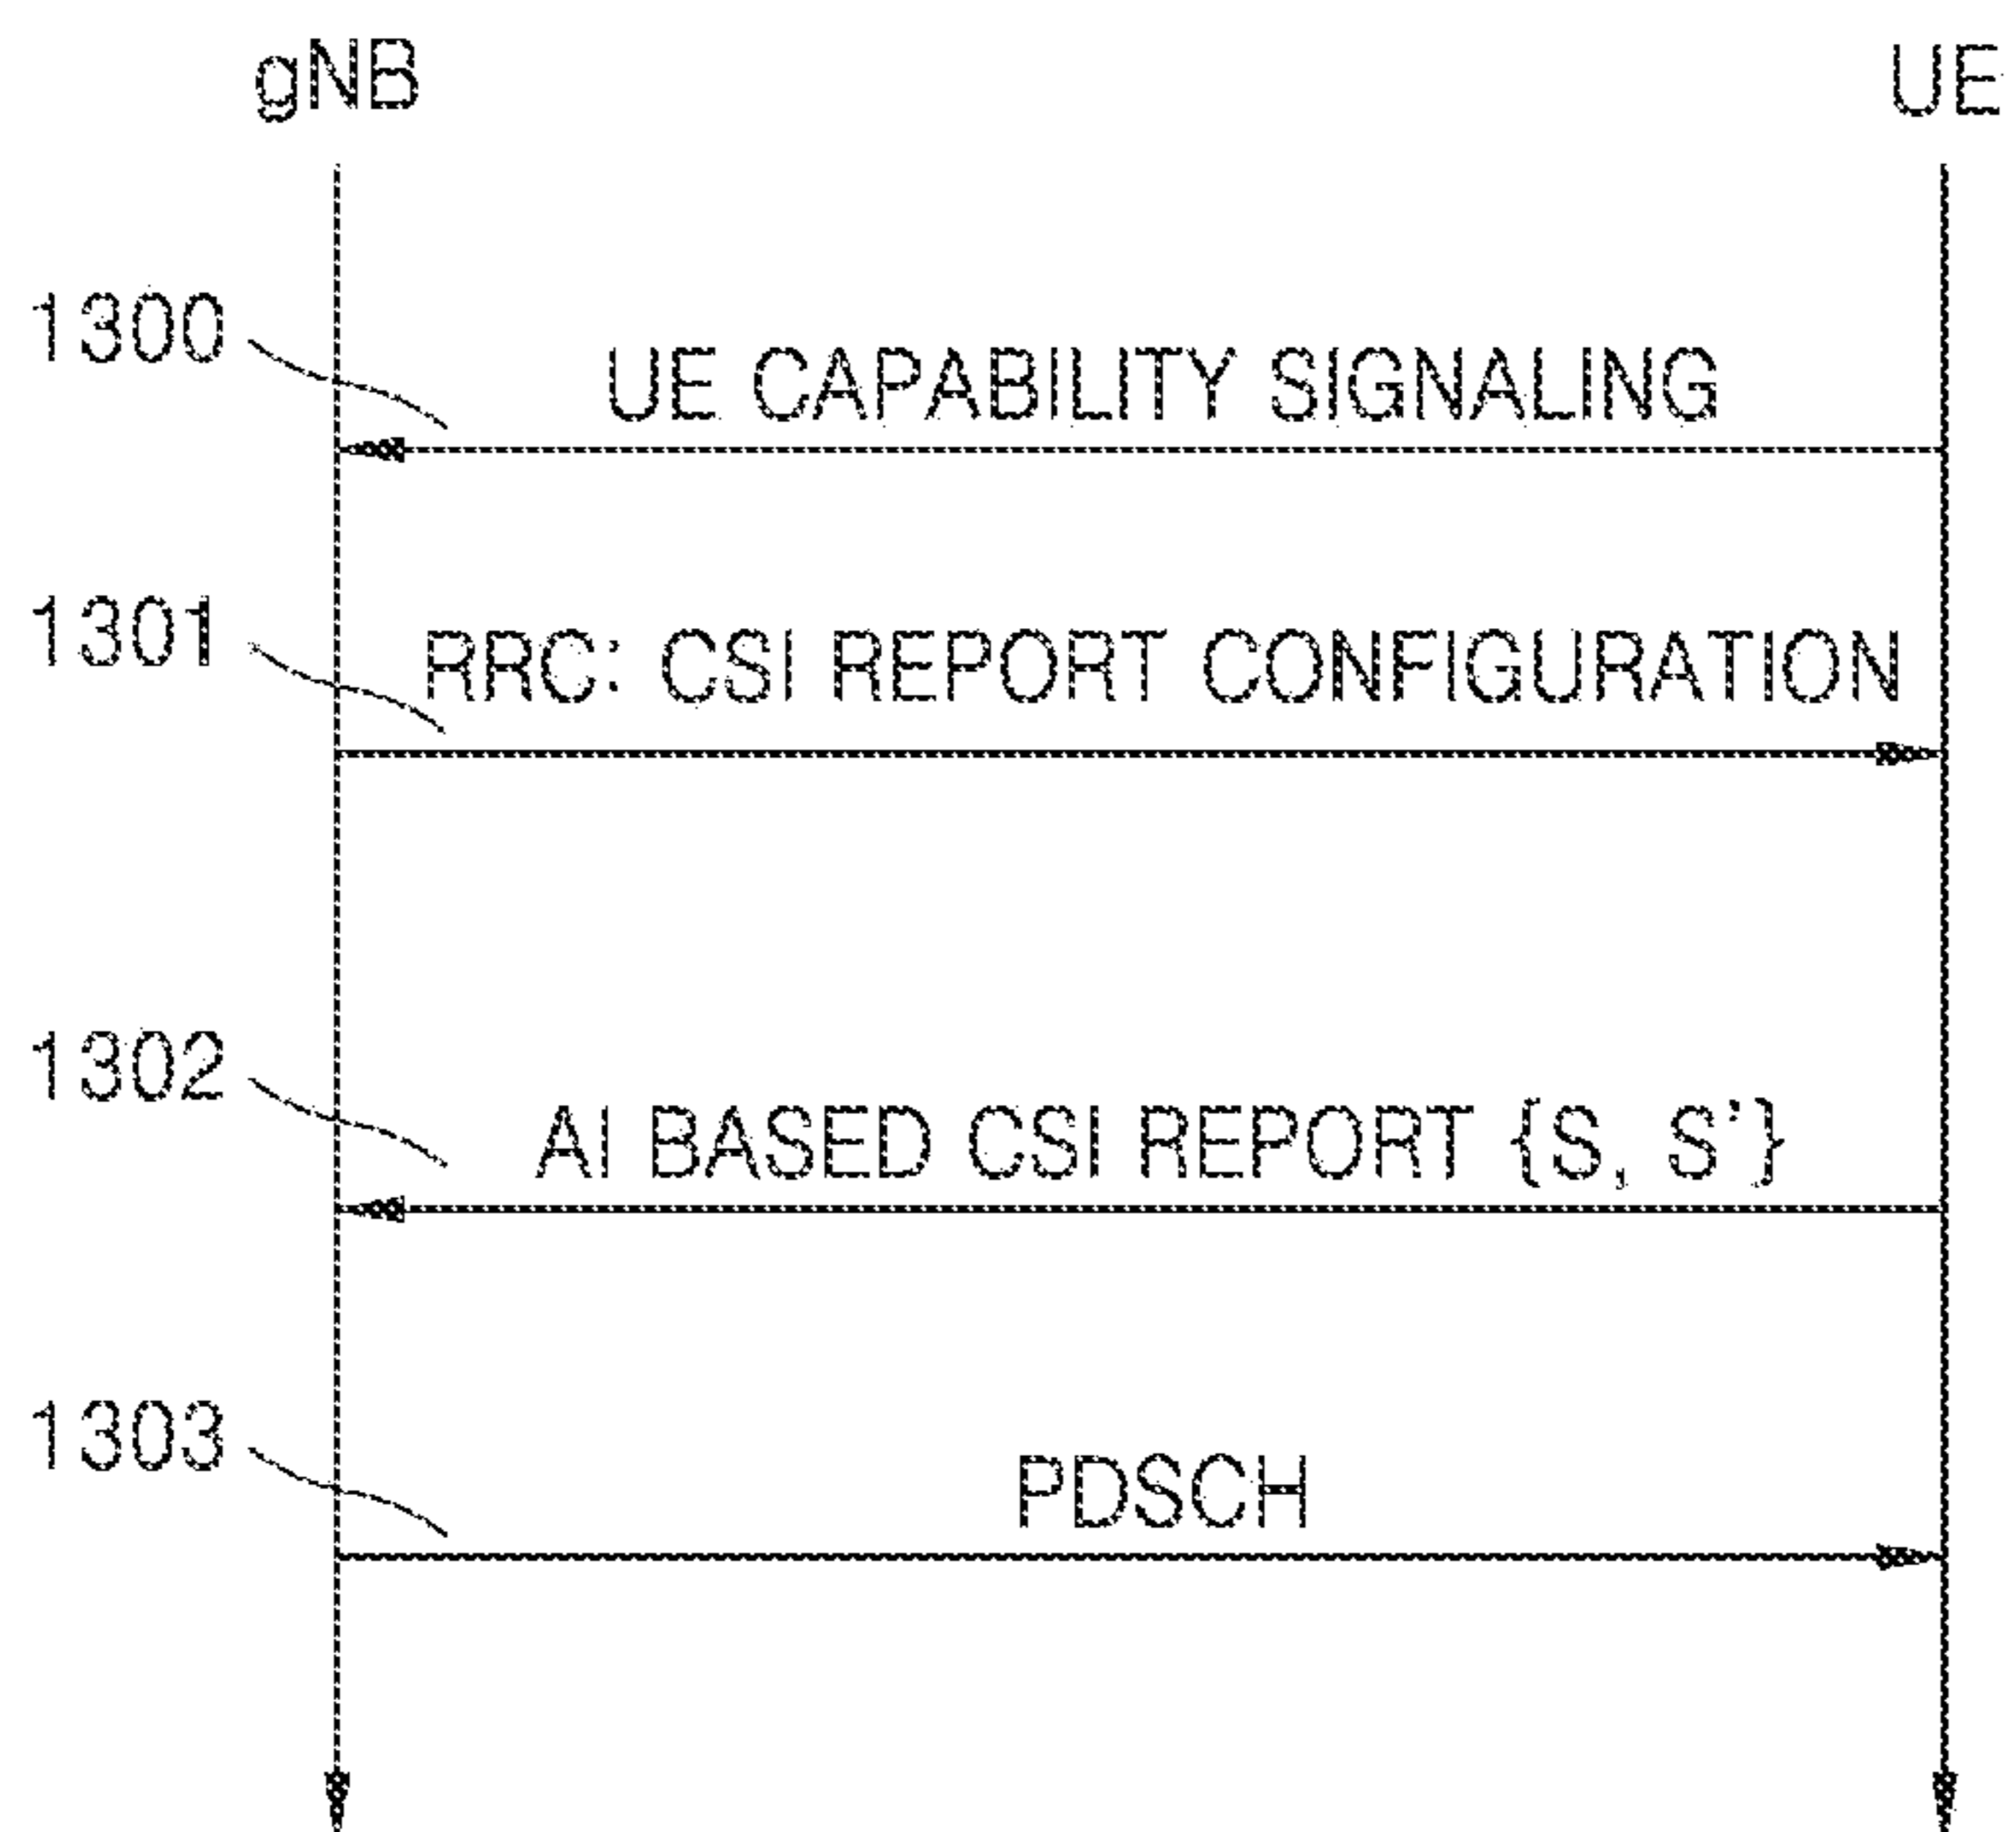 gNB UE
1300
UE CAPABILITY SIGNALING
1301
RRC: CSI REPORT CONFIGURATION
1302
AI BASED CSI REPORT {S, S’}
1303
PDSCH